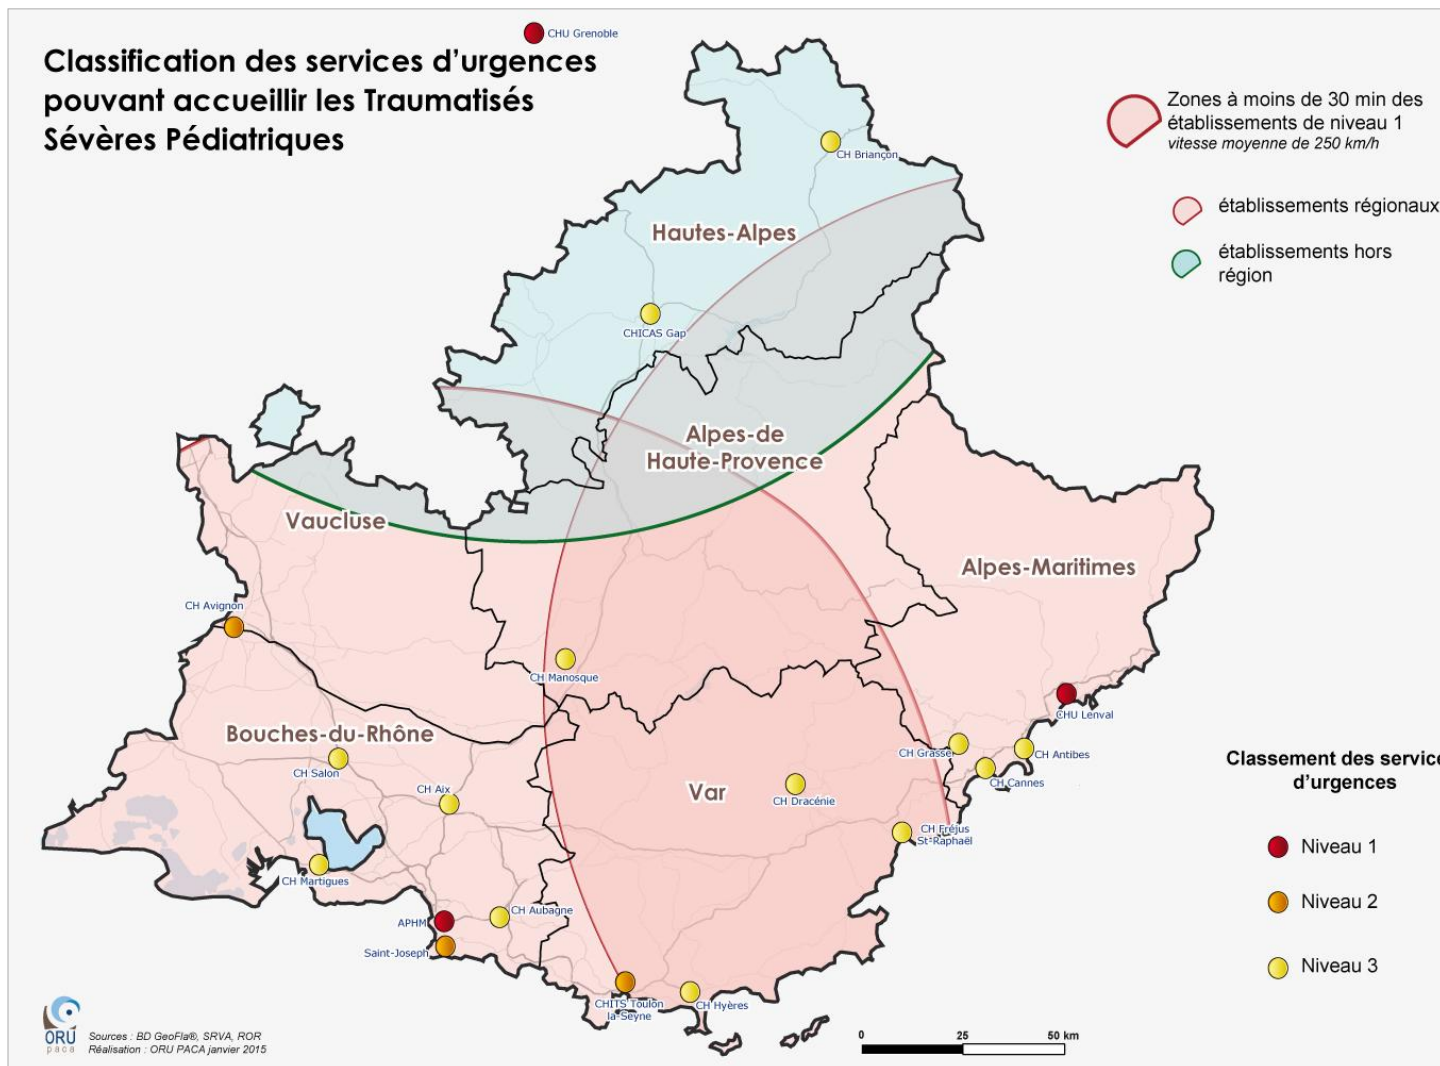 CHU Grenoble
Classification des services d'urgences
pouvant accueillir les Traumatisés
Sévères Pédiatriques
Zones à moins de 30 min des
établissements de niveau 1
vitesse moyenne de 250 km/h
établissements régionaux
établissements hors
région
CH Briançon
Hautes-Alpes
CHICAS Gap
Alpes-de
Haute-Provence
Vaucluse
Alpes-Maritimes
CH Avignon
CH Manosque
CHU Lenval
Bouches-du-Rhône
CH Salon
CH Aix
Var
CH Dracénie
CH Grasse
CH Antibes
CH Cannes
CH Fréjus
St-Raphaël
CH Martigues
CH Aubagne
APHM
Saint-Joseph
CHITS Toulon
la-Seyne
CH Hyères
Classement des service
d'urgences
Niveau 1
Niveau 2
Niveau 3
ORU
paca
Sources : BD GeoFla®, SRVA, ROR
Réalisation : ORU PACA janvier 2015
0 25 50 km